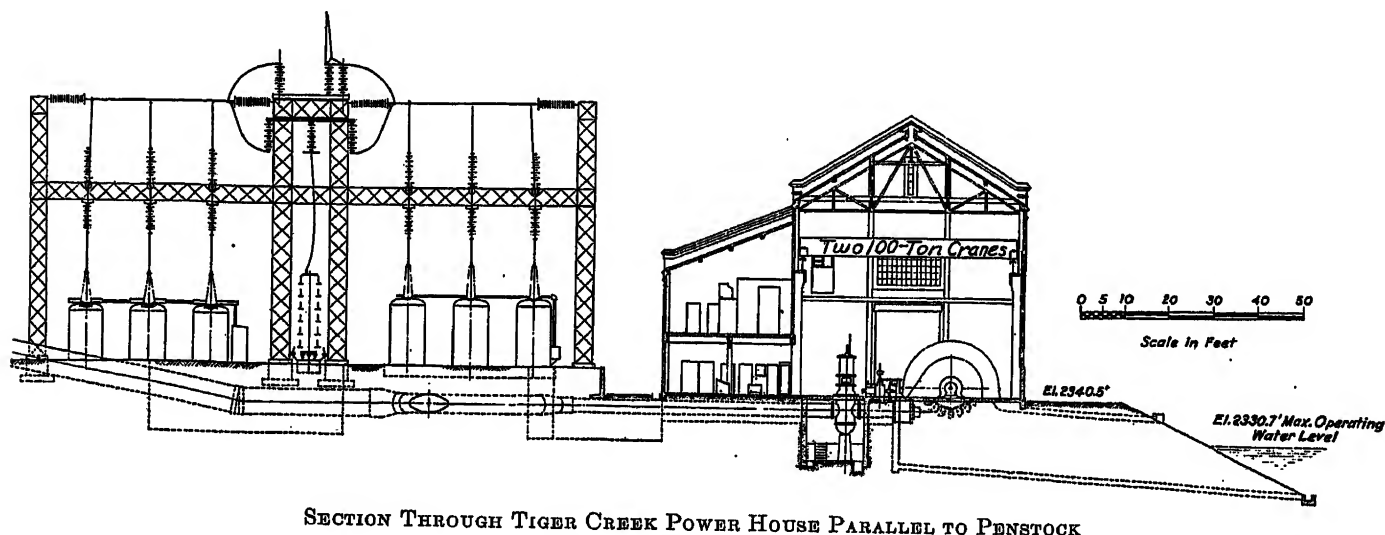 Two 100-Ton Cranes
0 5 10 20 30 40 50
Scale in Feet
El. 2340.5'
El. 2330.7' Max. Operating
Water Level
SECTION THROUGH TIGER CREEK POWER HOUSE PARALLEL TO PENSTOCK